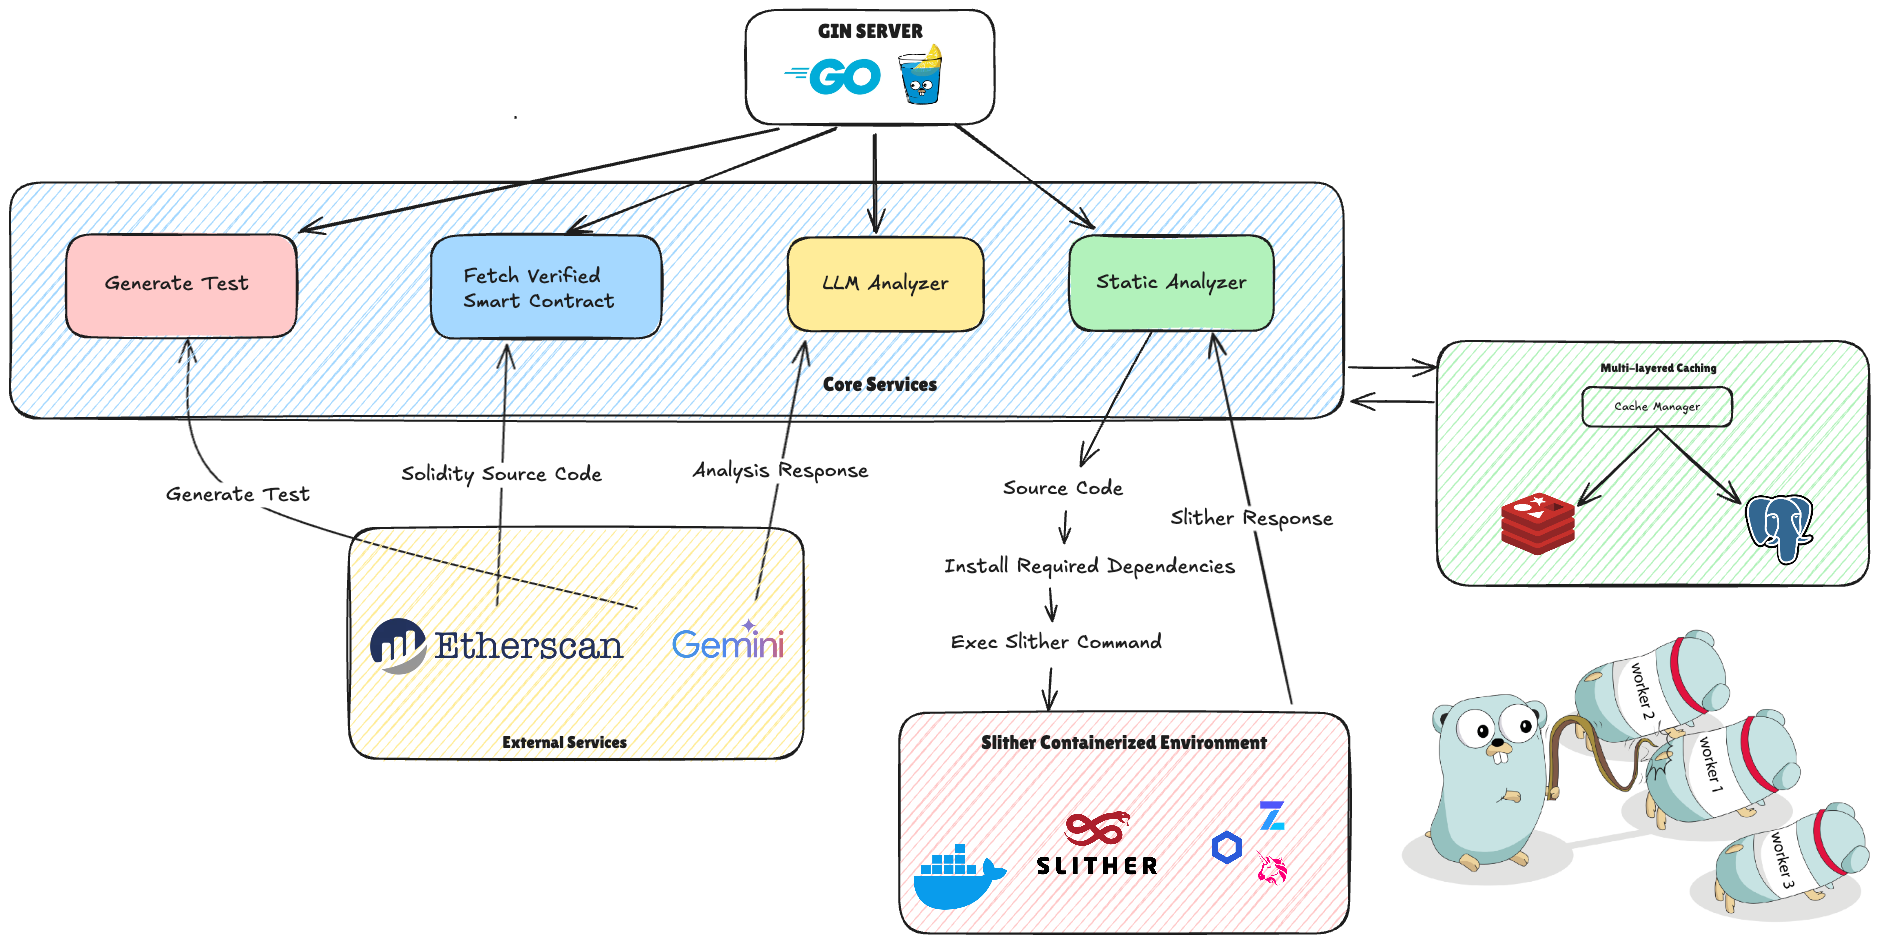 GIN SERVER
GO
Generate Test
Fetch Verified
Smart Contract
LLM Analyzer
Static Analyzer
Core Services
Multi-layered Caching
Cache Manager
Generate Test
Solidity Source Code
Analysis Response
Source Code
Slither Response
Install Required Dependencies
Exec Slither Command
Etherscan
Gemini
External Services
Slither Containerized Environment
SLITHER
worker 2
worker 1
worker 3